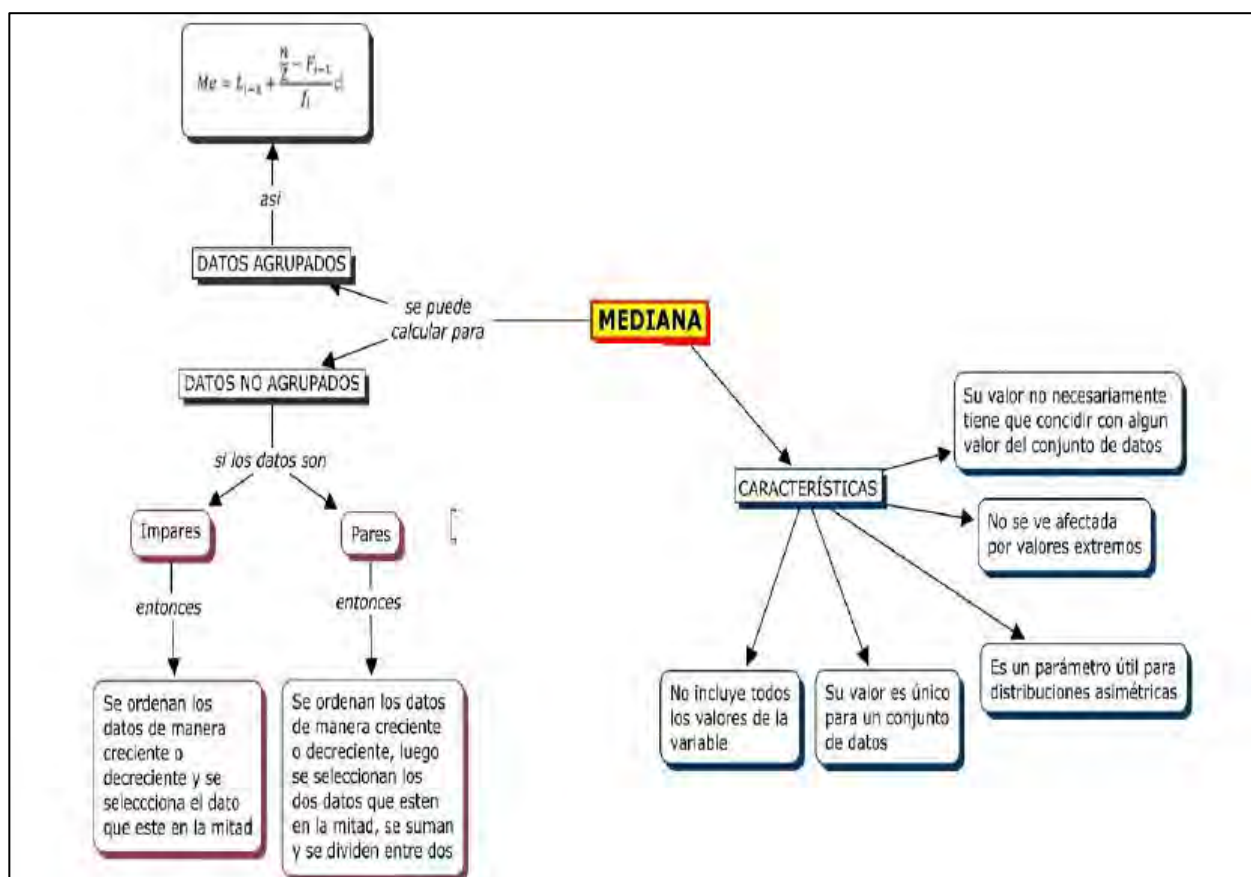 Me = L_{i-1} + \frac{\frac{N}{2} - F_{i-1}}{f_i} d
asi
DATOS AGRUPADOS
se puede
calcular para
MEDIANA
DATOS NO AGRUPADOS
si los datos son
Impares
Pares
entonces
entonces
Se ordenan los
datos de manera
creciente o
decreciente y se
seleccciona el dato
que este en la mitad
Se ordenan los datos
de manera creciente
o decreciente, luego
se seleccionan los
dos datos que esten
en la mitad, se suman
y se dividen entre dos
CARACTERÍSTICAS
Su valor no necesariamente
tiene que concidir con algun
valor del conjunto de datos
No se ve afectada
por valores extremos
Es un parámetro útil para
distribuciones asimétricas
Su valor es único
para un conjunto
de datos
No incluye todos
los valores de la
variable